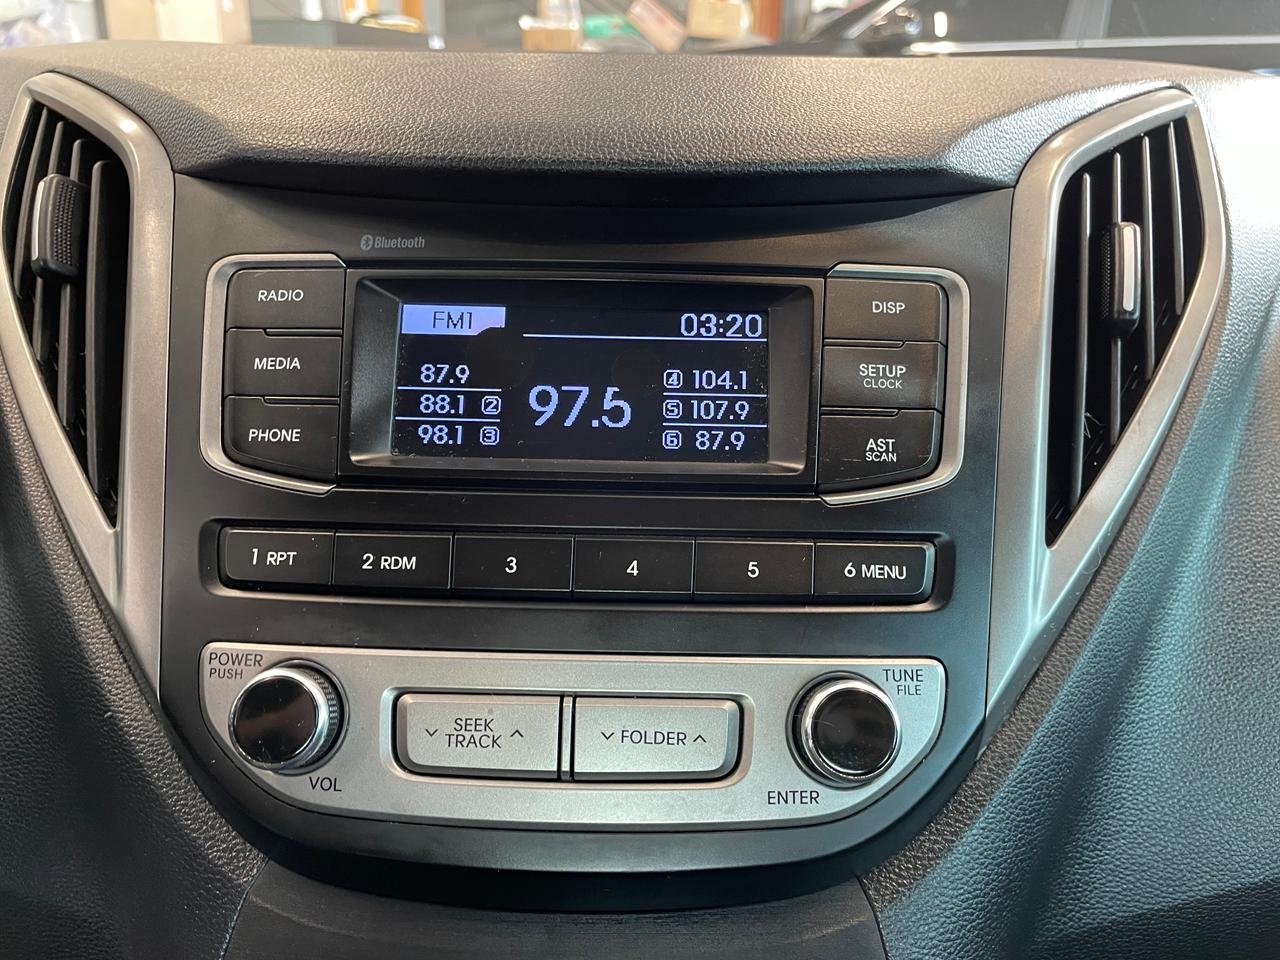 Bluetooth
RADIO
MEDIA
PHONE
FM1
03:20
87.9
88.1 2
98.1 3
97.5
4 104.1
5 107.9
6 87.9
DISP
SETUP
CLOCK
AST
SCAN
1 RPT
2 RDM
3
4
5
6 MENU
POWER
PUSH
VOL
SEEK
TRACK
FOLDER
TUNE
FILE
ENTER